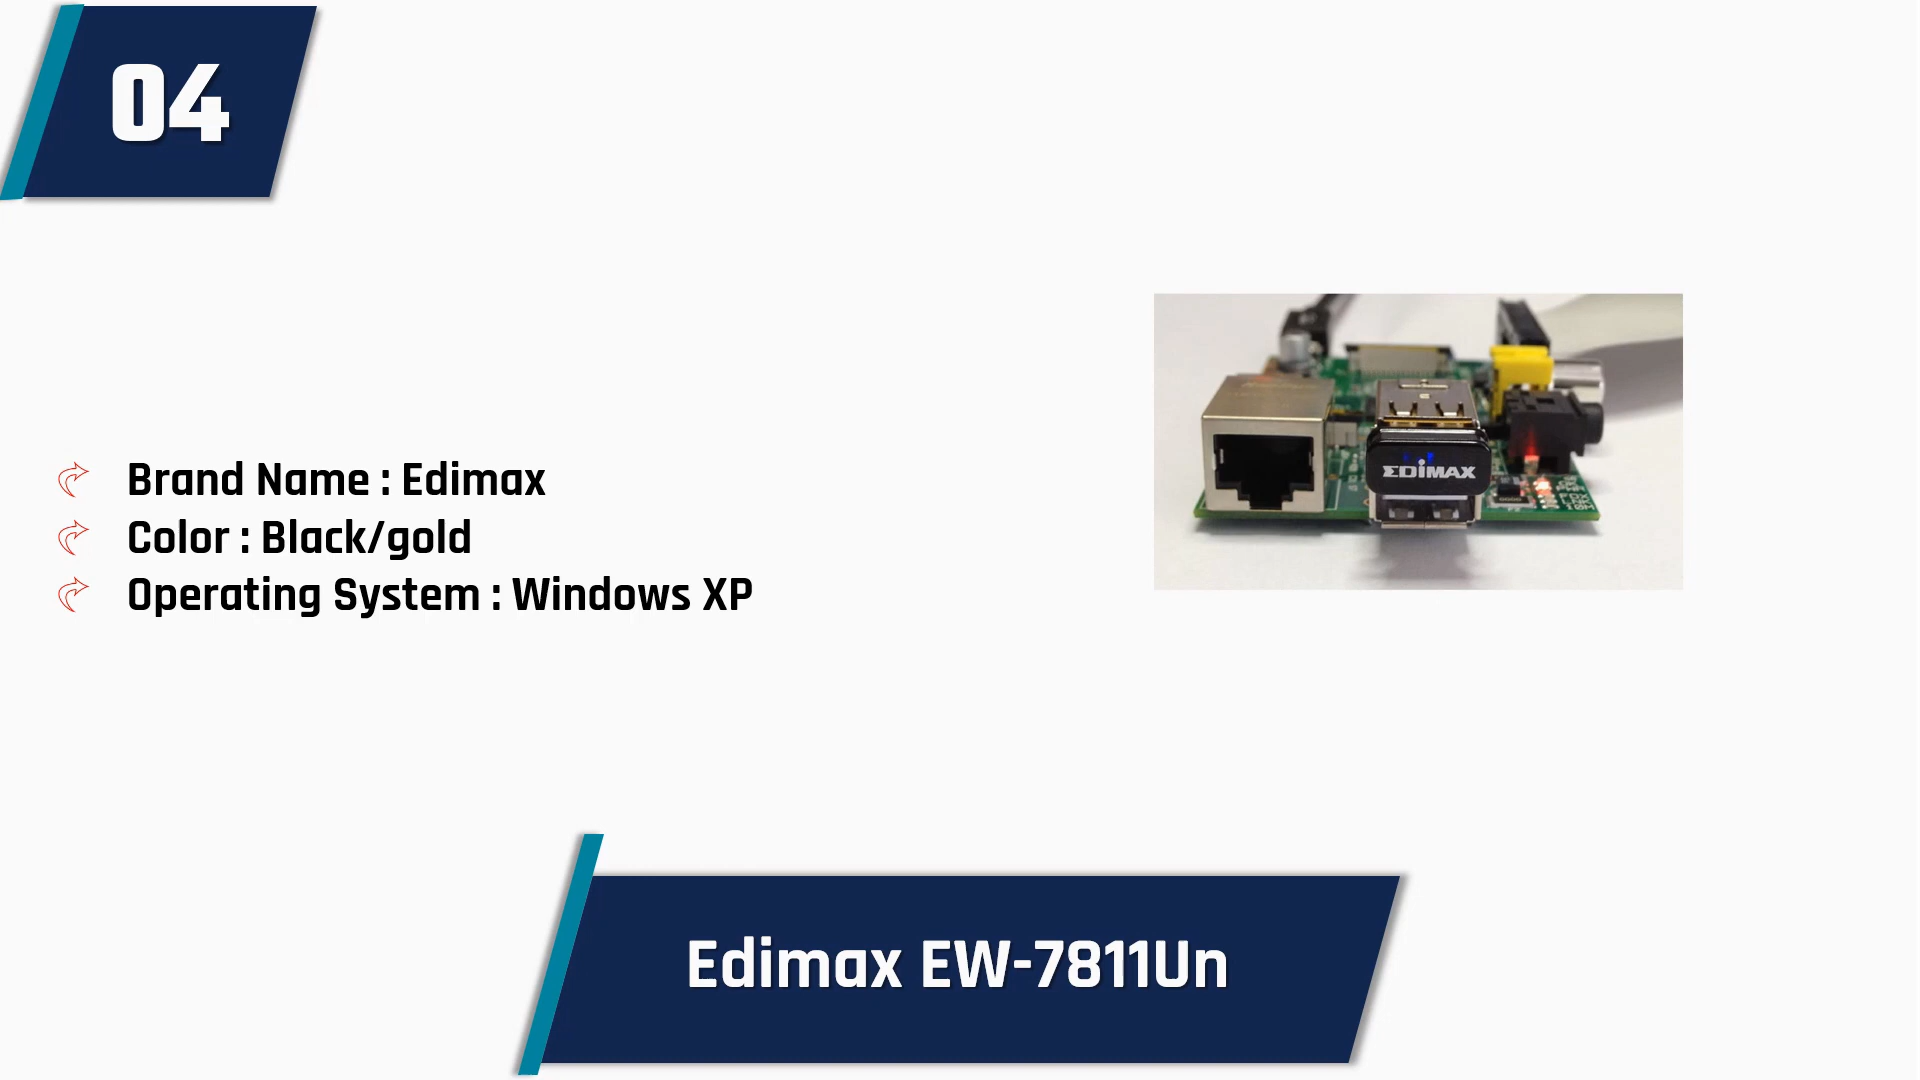 04
Brand Name : Edimax
Color : Black/gold
Operating System : Windows XP
EDiMAX
Edimax EW-7811Un